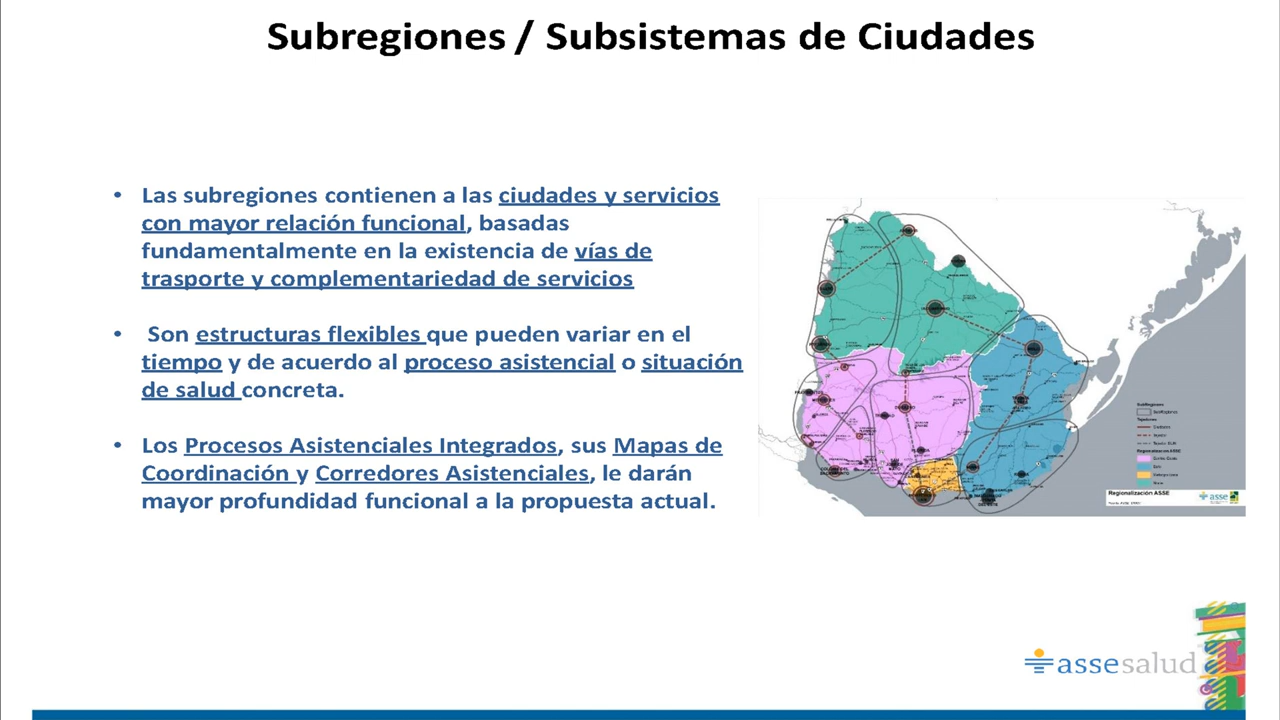 Subregiones / Subsistemas de Ciudades
• Las subregiones contienen a las ciudades y servicios
con mayor relación funcional, basadas
fundamentalmente en la existencia de vías de
trasporte y complementariedad de servicios
• Son estructuras flexibles que pueden variar en el
tiempo y de acuerdo al proceso asistencial o situación
de salud concreta.
• Los Procesos Asistenciales Integrados, sus Mapas de
Coordinación y Corredores Asistenciales, le darán
mayor profundidad funcional a la propuesta actual.
Regionalización ASSE
asse
assesalud